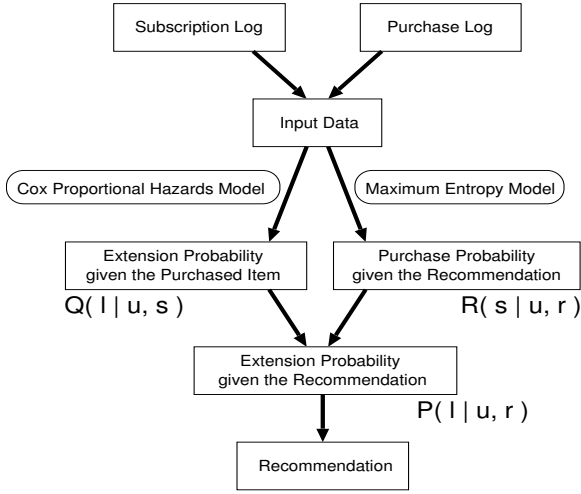 Subscription Log
Purchase Log
Input Data
Cox Proportional Hazards Model
Maximum Entropy Model
Extension Probability
given the Purchased Item
Purchase Probability
given the Recommendation
Q( l | u, s )
R( s | u, r )
Extension Probability
given the Recommendation
P( l | u, r )
Recommendation